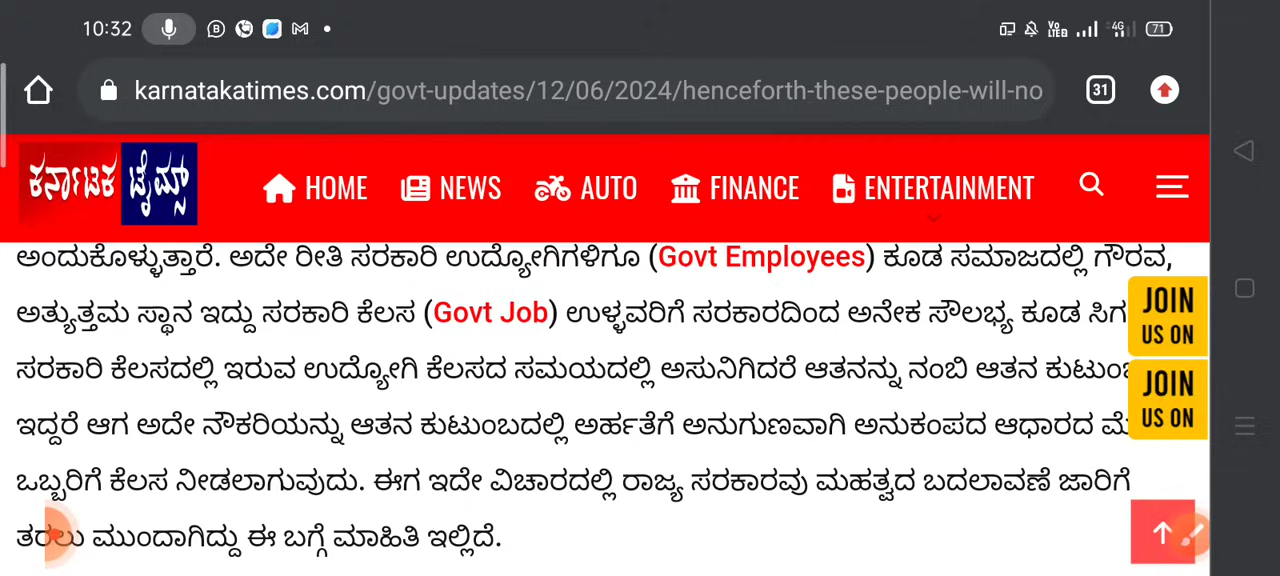 10:32 4G 71
karnatakatimes.com/govt-updates/12/06/2024/henceforth-these-people-will-no 31
ಕರ್ನಾಟಕ ಟೈಮ್ಸ್ HOME NEWS AUTO FINANCE ENTERTAINMENT
ಅಂದುಕೊಳ್ಳುತ್ತಾರೆ. ಅದೇ ರೀತಿ ಸರಕಾರಿ ಉದ್ಯೋಗಿಗಳಿಗೂ (Govt Employees) ಕೂಡ ಸಮಾಜದಲ್ಲಿ ಗೌರವ,
ಅತ್ಯುತ್ತಮ ಸ್ಥಾನ ಇದ್ದು ಸರಕಾರಿ ಕೆಲಸ (Govt Job) ಉಳ್ಳವರಿಗೆ ಸರಕಾರದಿಂದ ಅನೇಕ ಸೌಲಭ್ಯ ಕೂಡ
ಸರಕಾರಿ ಕೆಲಸದಲ್ಲಿ ಇರುವ ಉದ್ಯೋಗಿ ಕೆಲಸದ ಸಮಯದಲ್ಲಿ ಅಸುನಿಗಿದರೆ ಆತನನ್ನು ನಂಬಿ ಆತನ
ಇದ್ದರೆ ಆಗ ಅದೇ ನೌಕರಿಯನ್ನು ಆತನ ಕುಟುಂಬದಲ್ಲಿ ಅರ್ಹತೆಗೆ ಅನುಗುಣವಾಗಿ ಅನುಕಂಪದ ಆಧಾರದ
ಒಬ್ಬರಿಗೆ ಕೆಲಸ ನೀಡಲಾಗುವುದು. ಈಗ ಇದೇ ವಿಚಾರದಲ್ಲಿ ರಾಜ್ಯ ಸರಕಾರವು ಮಹತ್ವದ ಬದಲಾವಣೆ ಜಾರಿಗೆ
ತರಲು ಮುಂದಾಗಿದ್ದು ಈ ಬಗ್ಗೆ ಮಾಹಿತಿ ಇಲ್ಲಿದೆ.
JOIN
US ON
JOIN
US ON